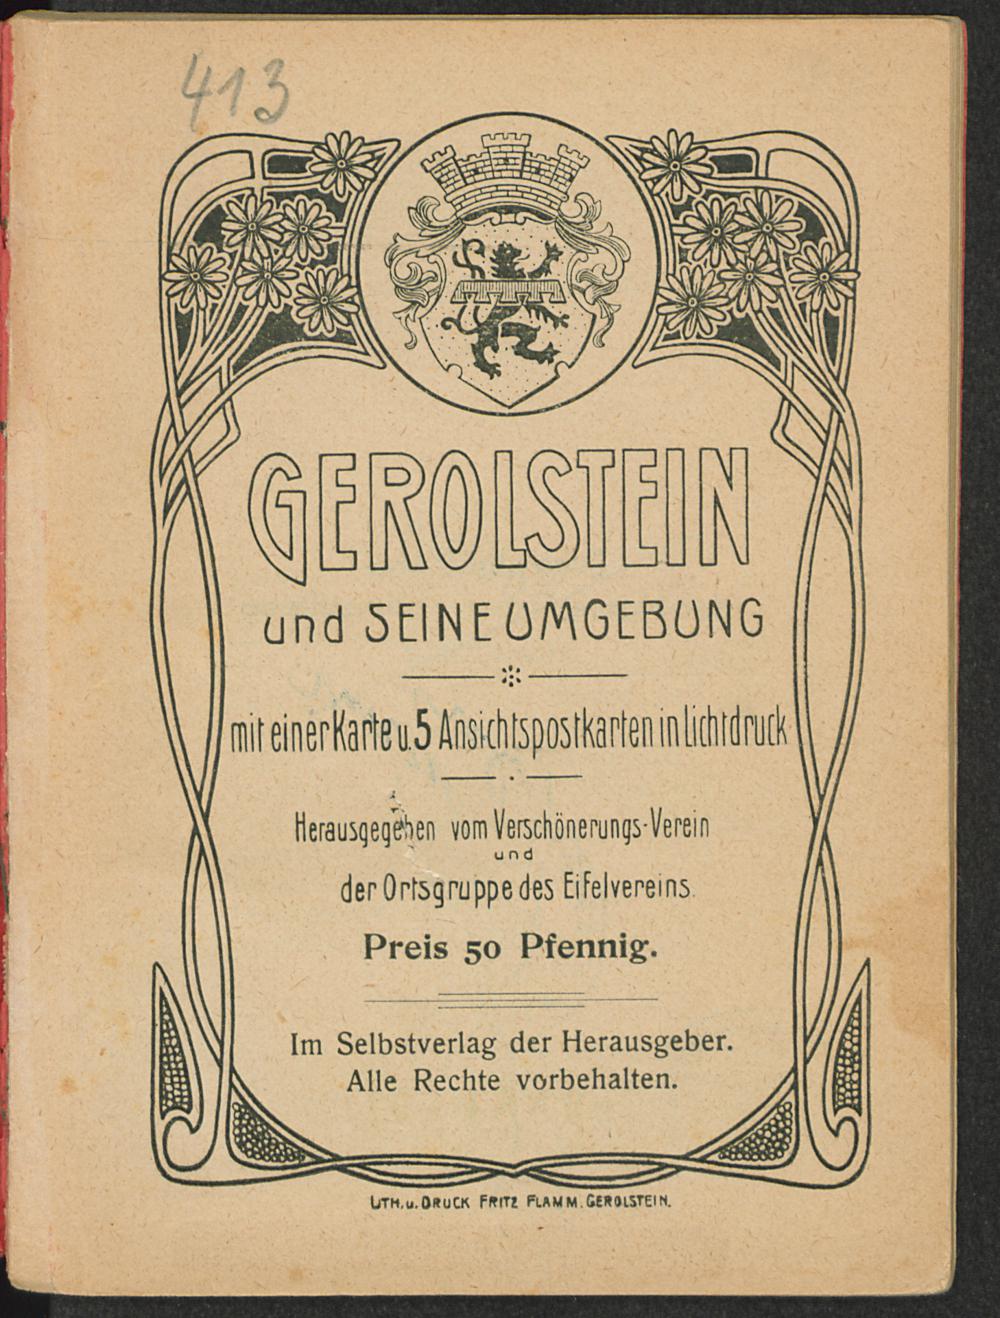 413
GEROLSTEIN
und SEINE UMGEBUNG
mit einer Karte u. 5 Ansichtspostkarten in Lichtdruck
Herausgegeben vom Verschönerungs-Verein
und
der Ortsgruppe des Eifelvereins.
Preis 50 Pfennig.
Im Selbstverlag der Herausgeber.
Alle Rechte vorbehalten.
LITH. u. DRUCK FRITZ FLAMM. GEROLSTEIN.